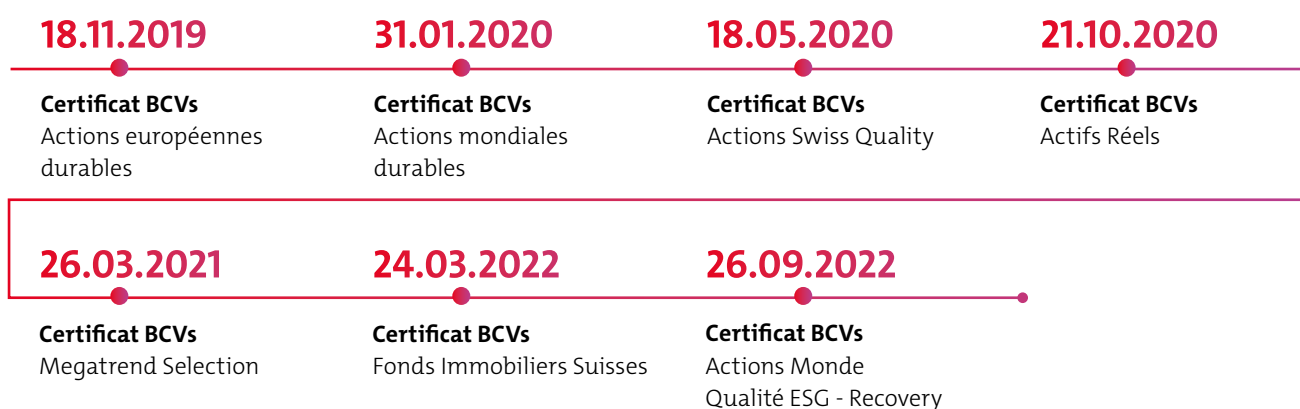 18.11.2019
Certificat BCVs
Actions européennes
durables
31.01.2020
Certificat BCVs
Actions mondiales
durables
18.05.2020
Certificat BCVs
Actions Swiss Quality
21.10.2020
Certificat BCVs
Actifs Réels
26.03.2021
Certificat BCVs
Megatrend Selection
24.03.2022
Certificat BCVs
Fonds Immobiliers Suisses
26.09.2022
Certificat BCVs
Actions Monde
Qualité ESG - Recovery